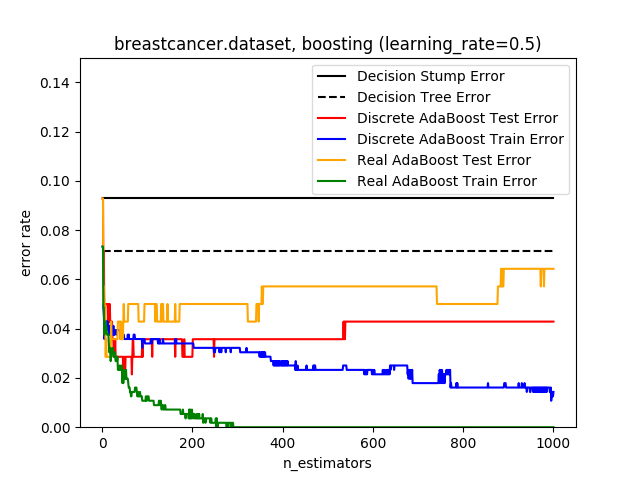 breastcancer.dataset, boosting (learning_rate=0.5)
Decision Stump Error
Decision Tree Error
Discrete AdaBoost Test Error
Discrete AdaBoost Train Error
Real AdaBoost Test Error
Real AdaBoost Train Error
error rate
0.14
0.12
0.10
0.08
0.06
0.04
0.02
0.00
0 200 400 600 800 1000
n_estimators